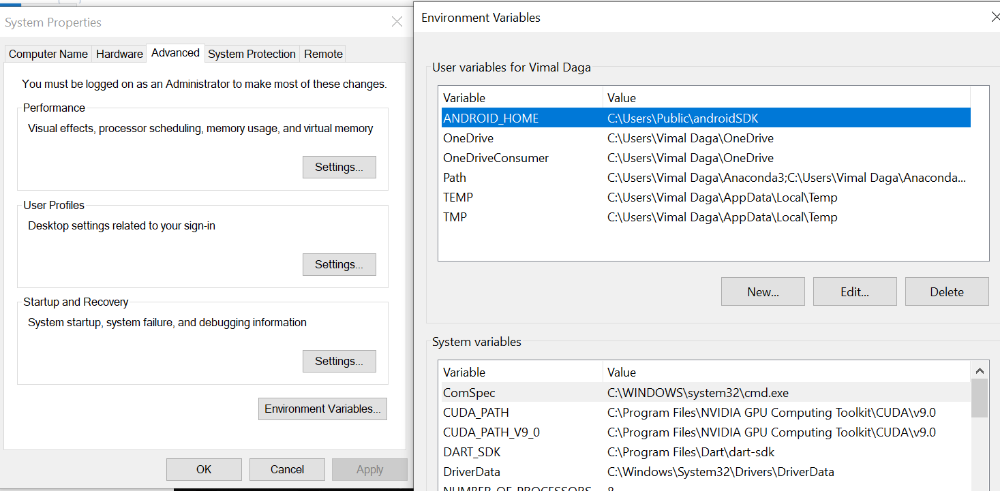 System Properties
Computer Name Hardware Advanced System Protection Remote
You must be logged on as an Administrator to make most of these changes.
Performance
Visual effects, processor scheduling, memory usage, and virtual memory
Settings...
User Profiles
Desktop settings related to your sign-in
Settings...
Startup and Recovery
System startup, system failure, and debugging information
Settings...
Environment Variables...
OK Cancel Apply
Environment Variables
User variables for Vimal Daga
Variable Value
ANDROID_HOME C:\Users\Public\androidSDK
OneDrive C:\Users\Vimal Daga\OneDrive
OneDriveConsumer C:\Users\Vimal Daga\OneDrive
Path C:\Users\Vimal Daga\Anaconda3;C:\Users\Vimal Daga\Anaconda...
TEMP C:\Users\Vimal Daga\AppData\Local\Temp
TMP C:\Users\Vimal Daga\AppData\Local\Temp
New... Edit... Delete
System variables
Variable Value
ComSpec C:\WINDOWS\system32\cmd.exe
CUDA_PATH C:\Program Files\NVIDIA GPU Computing Toolkit\CUDA\v9.0
CUDA_PATH_V9_0 C:\Program Files\NVIDIA GPU Computing Toolkit\CUDA\v9.0
DART_SDK C:\Program Files\Dart\dart-sdk
DriverData C:\Windows\System32\Drivers\DriverData
NUMBER_OF_PROCESSORS 8